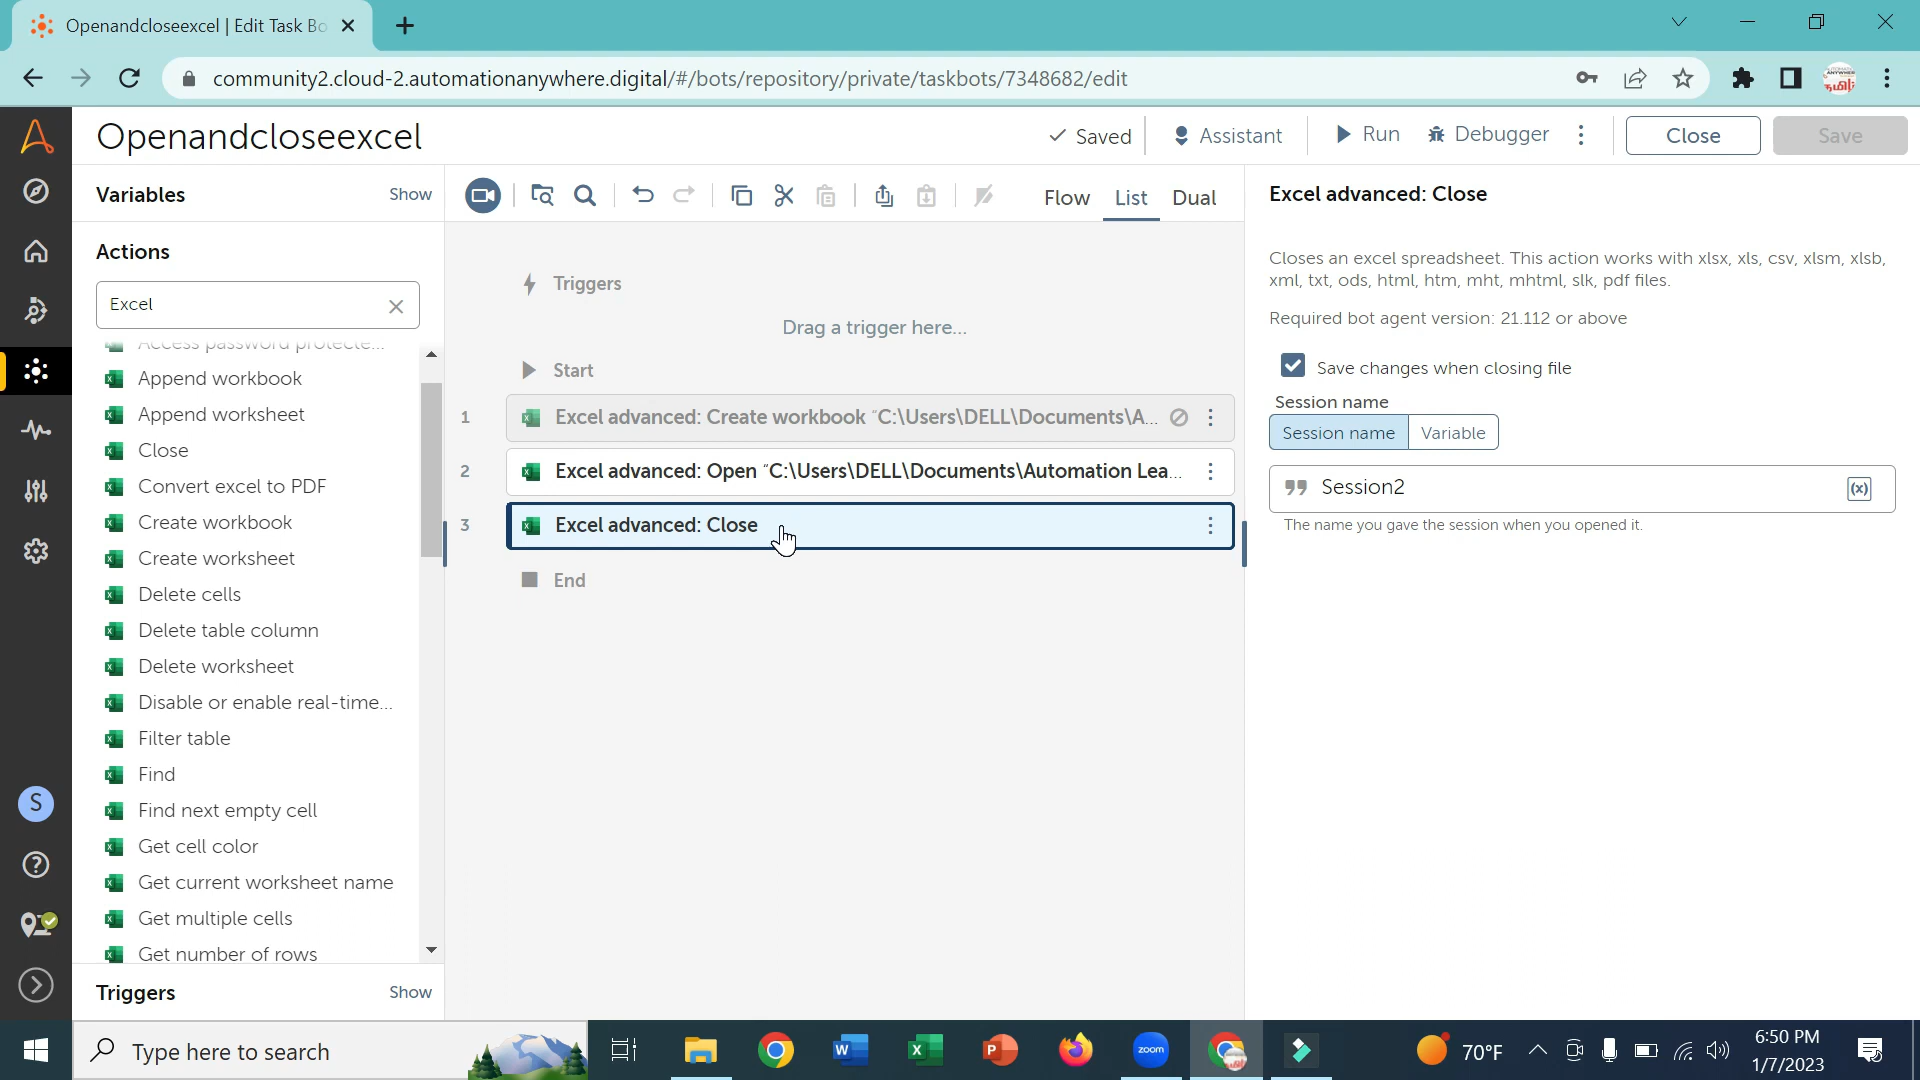 Openandcloseexcel | Edit Task Bo
community2.cloud-2.automationanywhere.digital/#/bots/repository/private/taskbots/7348682/edit
Openandcloseexcel
Saved
Assistant
Run
Debugger
Close
Save
Variables
Show
Flow
List
Dual
Actions
Excel
Access password protecte...
Append workbook
Append worksheet
Close
Convert excel to PDF
Create workbook
Create worksheet
Delete cells
Delete table column
Delete worksheet
Disable or enable real-time...
Filter table
Find
Find next empty cell
Get cell color
Get current worksheet name
Get multiple cells
Get number of rows
Triggers
Show
Triggers
Drag a trigger here...
Start
1 Excel advanced: Create workbook “C:\Users\DELL\Documents\A...
2 Excel advanced: Open “C:\Users\DELL\Documents\Automation Lea...
3 Excel advanced: Close
End
Excel advanced: Close
Closes an excel spreadsheet. This action works with xlsx, xls, csv, xlsm, xlsb,
xml, txt, ods, html, htm, mht, mhtml, slk, pdf files.
Required bot agent version: 21.112 or above
Save changes when closing file
Session name
Session name
Variable
Session2
(x)
The name you gave the session when you opened it.
S
Type here to search
zoom
70°F
6:50 PM
1/7/2023